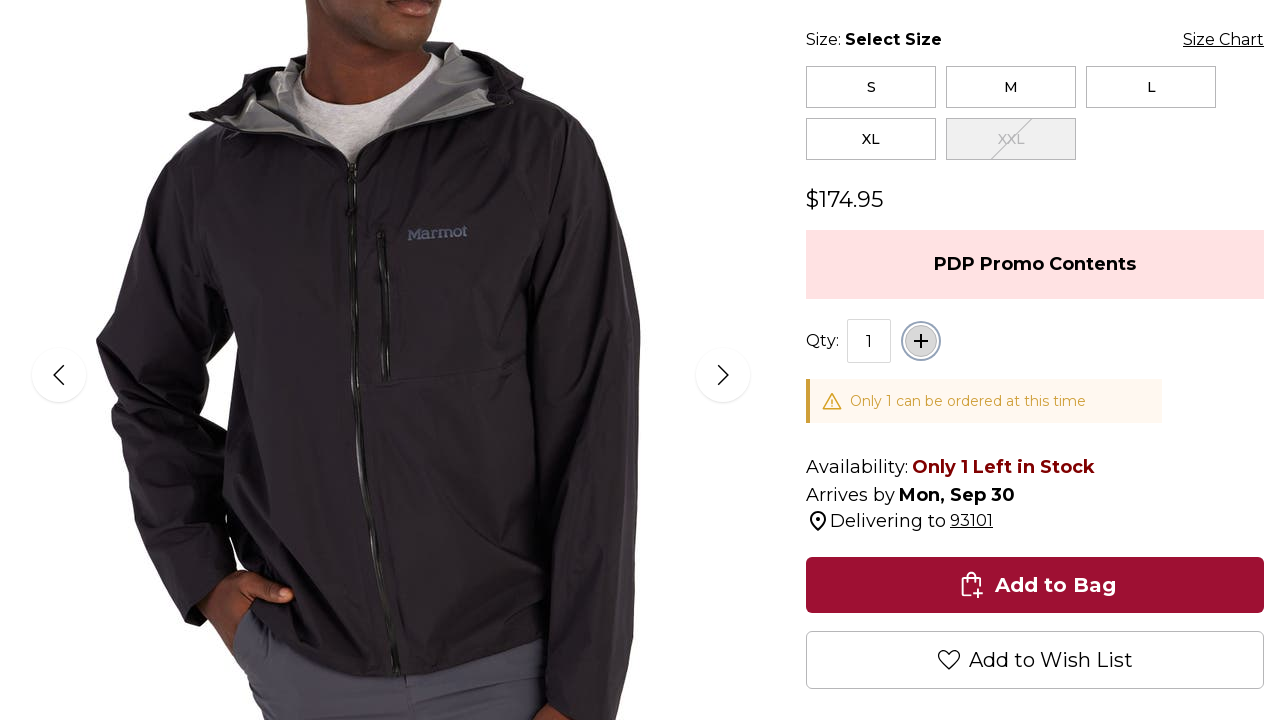 Size: Select Size
Size Chart
S
M
L
XL
XXL
$174.95
PDP Promo Contents
Marmot
Qty: 1
Only 1 can be ordered at this time
Availability: Only 1 Left in Stock
Arrives by Mon, Sep 30
Delivering to 93101
Add to Bag
Add to Wish List